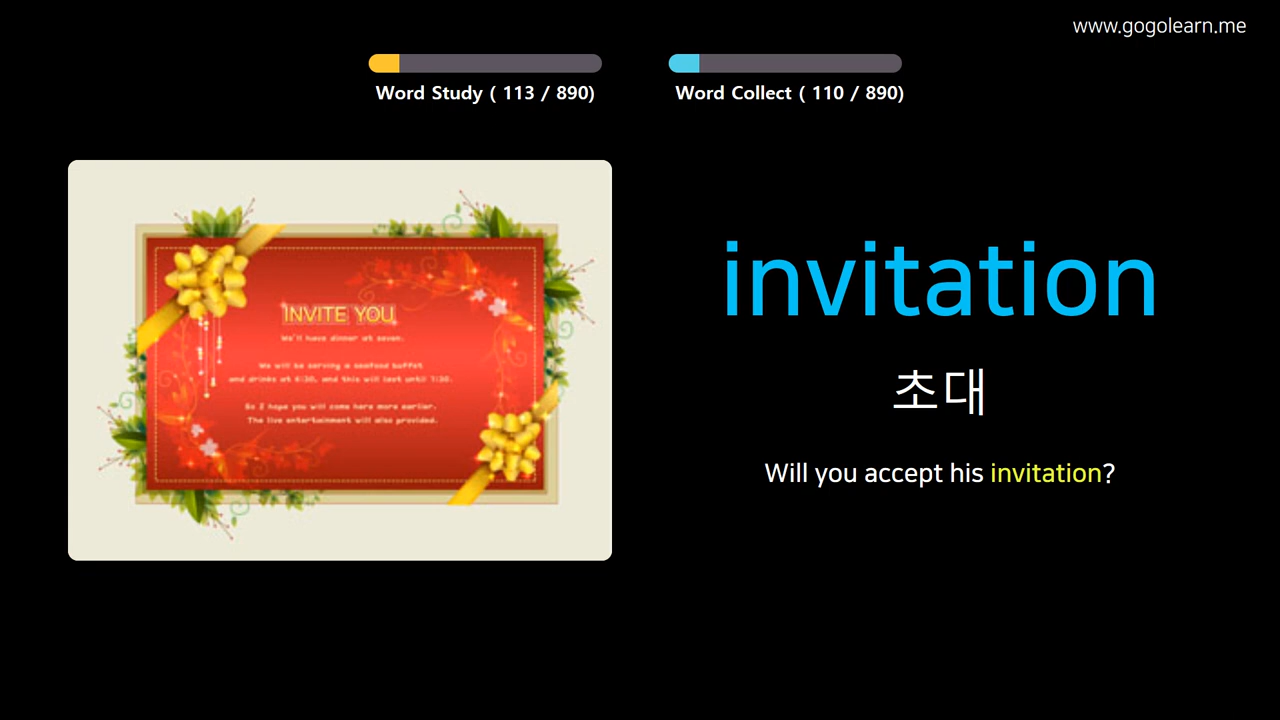 www.gogolearn.me
Word Study ( 113 / 890)
Word Collect ( 110 / 890)
INVITE YOU
We'll have dinner at seven.
We will be serving a seafood buffet
and drinks at 6:30, and this will last until 1:30.
So I hope you will come here more earlier.
The live entertainment will also provided.
invitation
초대
Will you accept his invitation?